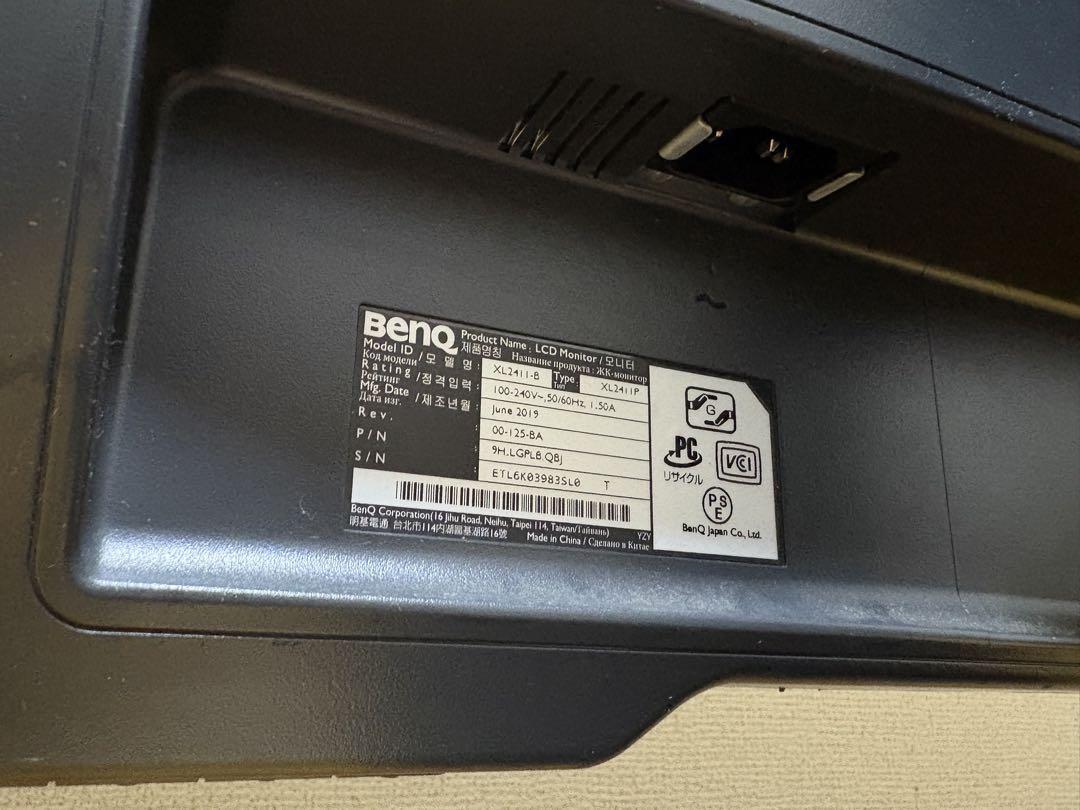 BenQ
Product Name : LCD Monitor / 모니터
제품명칭 Название продукта : ЖК-монитор
Model ID / 모 델 명 : XL2411-B Type XL2411P
Код модели Тип
Rating / 정격입력 : 100-240V~,50/60Hz, 1.50A
Рейтинг
Mfg. Date / 제조년월 : June 2019
Дата изг.
Rev. 00-125-BA
P/N 9H.LGPLB.QBJ
S/N ETL6K03983SL0 T
BenQ Corporation(16 Jihu Road, Neihu, Taipei 114, Taiwan/Тайвань)
明基電通 台北市114內湖區基湖路16號 Made in China / Сделано в Китае
YZY
G
PC
リサイクル
VCI
PS
E
BenQ Japan Co., Ltd.